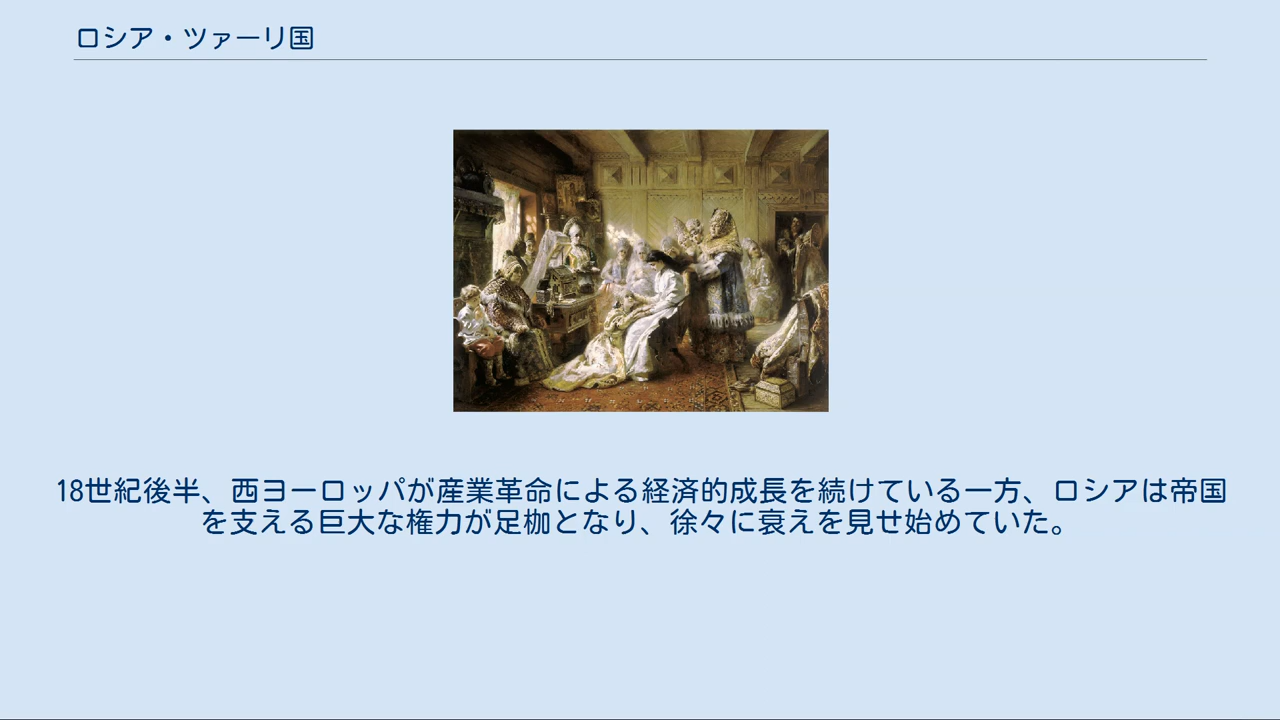 ロシア・ツァーリ国
18世紀後半、西ヨーロッパが産業革命による経済的成長を続けている一方、ロシアは帝国
を支える巨大な権力が足枷となり、徐々に衰えを見せ始めていた。